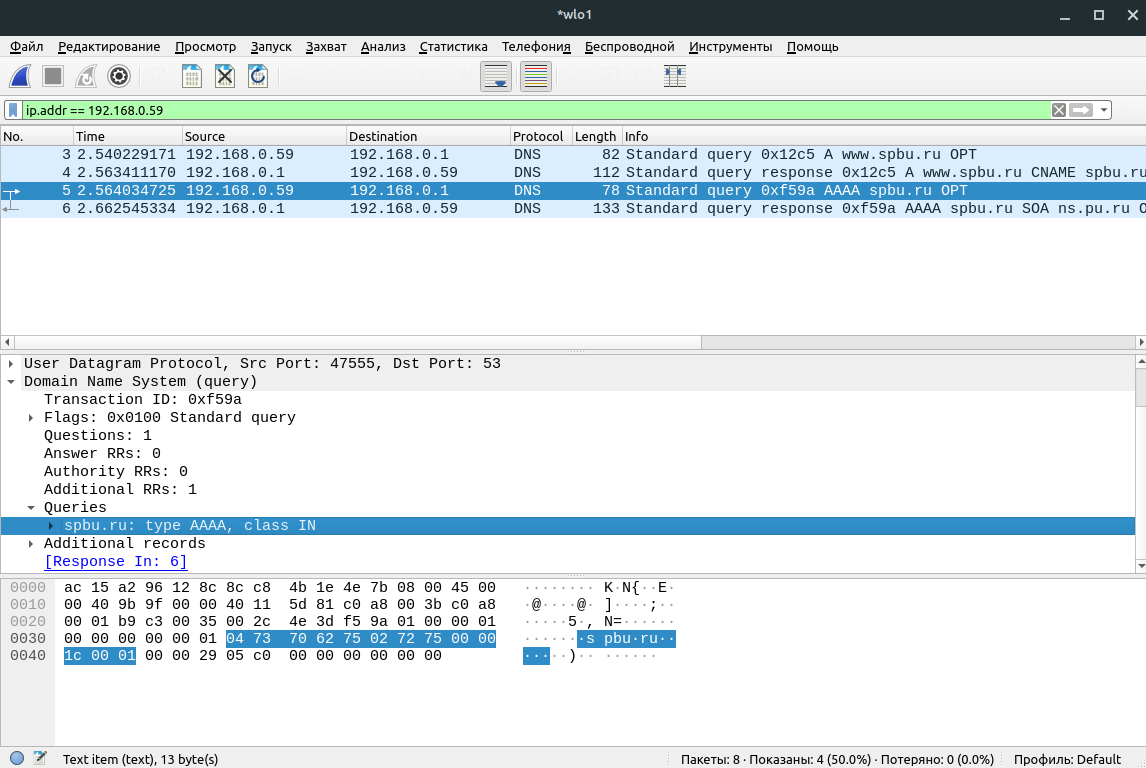 *wlo1
Файл Редактирование Просмотр Запуск Захват Анализ Статистика Телефония Беспроводной Инструменты Помощь
ip.addr == 192.168.0.59
No. Time Source Destination Protocol Length Info
3 2.540229171 192.168.0.59 192.168.0.1 DNS 82 Standard query 0x12c5 A www.spbu.ru OPT
4 2.563411170 192.168.0.1 192.168.0.59 DNS 112 Standard query response 0x12c5 A www.spbu.ru CNAME spbu.ru
5 2.564034725 192.168.0.59 192.168.0.1 DNS 78 Standard query 0xf59a AAAA spbu.ru OPT
6 2.662545334 192.168.0.1 192.168.0.59 DNS 133 Standard query response 0xf59a AAAA spbu.ru SOA ns.pu.ru O
User Datagram Protocol, Src Port: 47555, Dst Port: 53
Domain Name System (query)
Transaction ID: 0xf59a
Flags: 0x0100 Standard query
Questions: 1
Answer RRs: 0
Authority RRs: 0
Additional RRs: 1
Queries
spbu.ru: type AAAA, class IN
Additional records
[Response In: 6]
0000 ac 15 a2 96 12 8c 8c c8 4b 1e 4e 7b 08 00 45 00 ········ K·N{··E·
0010 00 40 9b 9f 00 00 40 11 5d 81 c0 a8 00 3b c0 a8 ·@····@· ]····;··
0020 00 01 b9 c3 00 35 00 2c 4e 3d f5 9a 01 00 00 01 ·····5·, N=······
0030 00 00 00 00 00 01 04 73 70 62 75 02 72 75 00 00 ·······s pbu·ru··
0040 1c 00 01 00 00 29 05 c0 00 00 00 00 00 00 ·····)·· ······
Text item (text), 13 byte(s) Пакеты: 8 · Показаны: 4 (50.0%) · Потеряно: 0 (0.0%) Профиль: Default